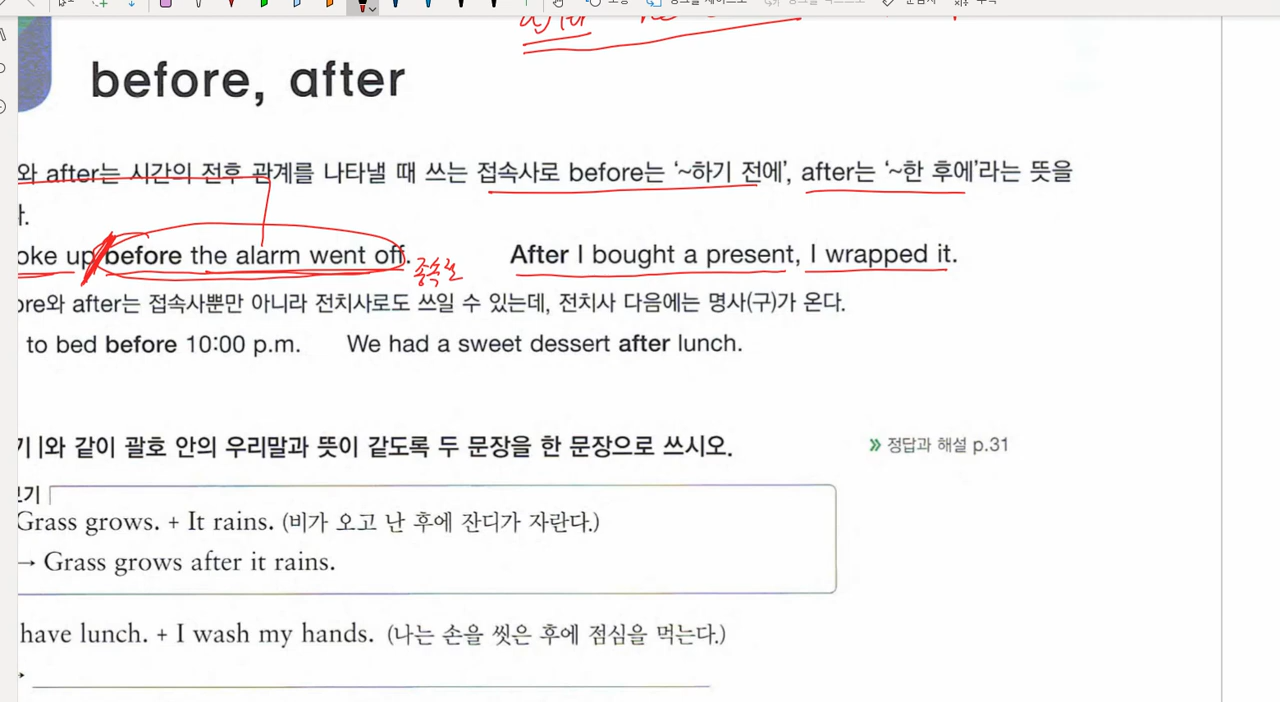 before, after
와 after는 시간의 전후 관계를 나타낼 때 쓰는 접속사로 before는 ‘~하기 전에’, after는 ‘~한 후에’라는 뜻을
up before the alarm went off. After I bought a present, I wrapped it.
종속절
after는 접속사뿐만 아니라 전치사로도 쓰일 수 있는데, 전치사 다음에는 명사(구)가 온다.
to bed before 10:00 p.m. We had a sweet dessert after lunch.
와 같이 괄호 안의 우리말과 뜻이 같도록 두 문장을 한 문장으로 쓰시오.
» 정답과 해설 p.31
Grass grows. + It rains. (비가 오고 난 후에 잔디가 자란다.)
→ Grass grows after it rains.
have lunch. + I wash my hands. (나는 손을 씻은 후에 점심을 먹는다.)